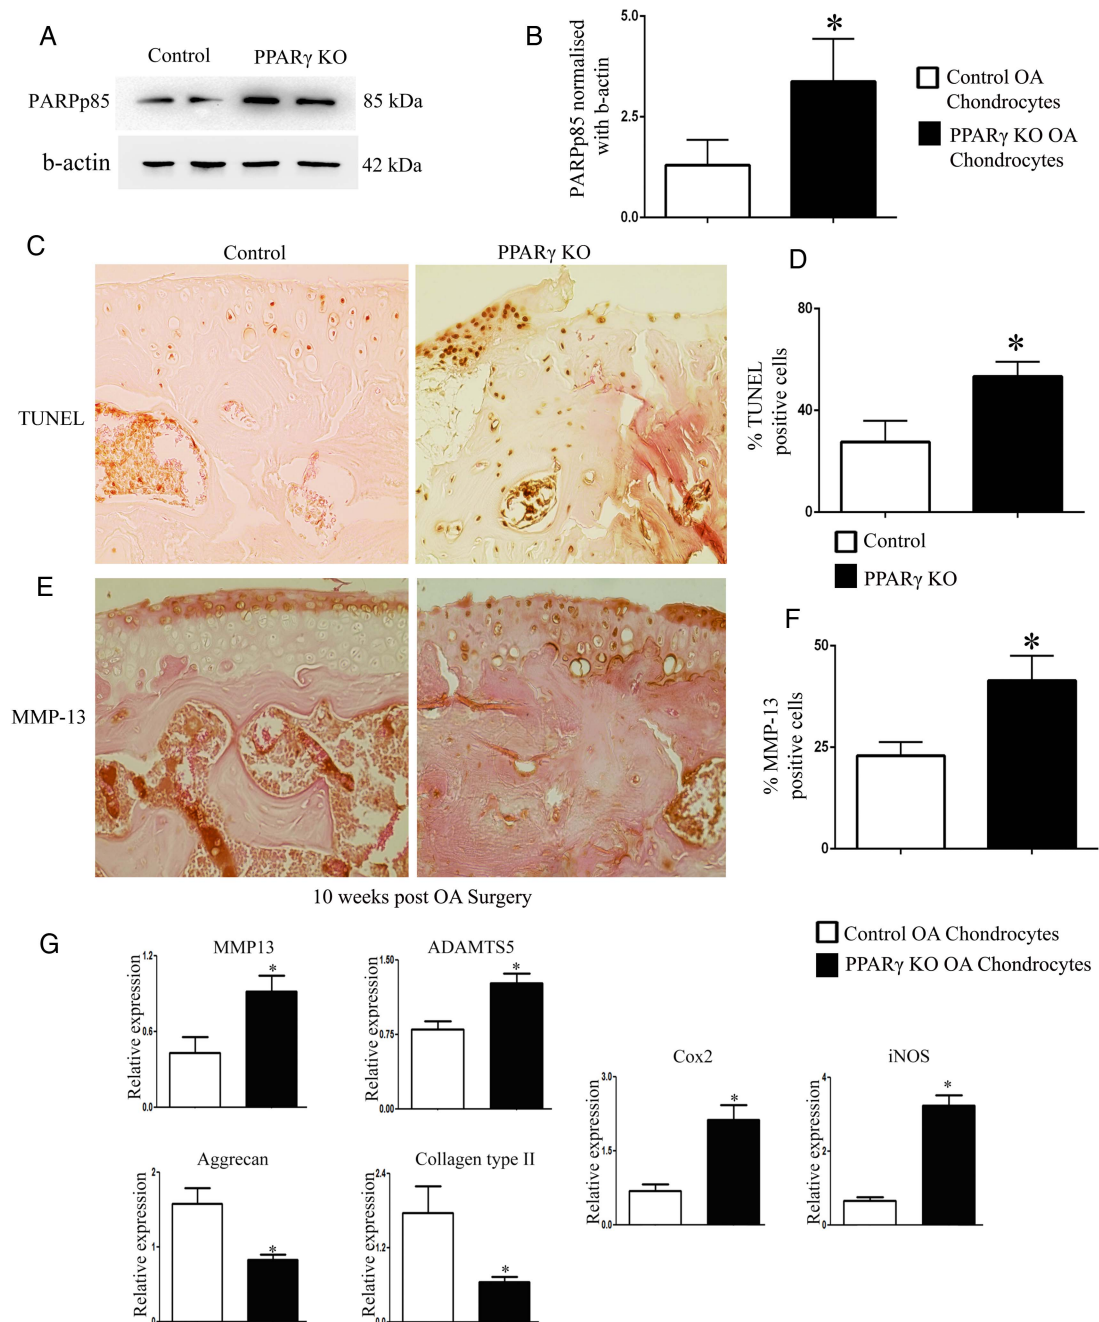 A
Control
PPARγ KO
PARPp85
85 kDa
b-actin
42 kDa
B
PARPp85 normalised
with b-actin
5.0
2.5
0.0
*
Control OA
Chondrocytes
PPARγ KO OA
Chondrocytes
C
Control
PPARγ KO
TUNEL
D
% TUNEL
positive cells
80
40
0
*
Control
PPARγ KO
E
MMP-13
10 weeks post OA Surgery
F
% MMP-13
positive cells
50
25
0
*
G
Control OA Chondrocytes
PPARγ KO OA Chondrocytes
MMP13
Relative expression
1.2
0.6
0.0
*
ADAMTS5
Relative expression
1.50
0.75
0.00
*
Cox2
Relative expression
3.0
1.5
0.0
*
iNOS
Relative expression
4
2
0
*
Aggrecan
Relative expression
2
1
*
Collagen type II
Relative expression
2.4
1.2
*